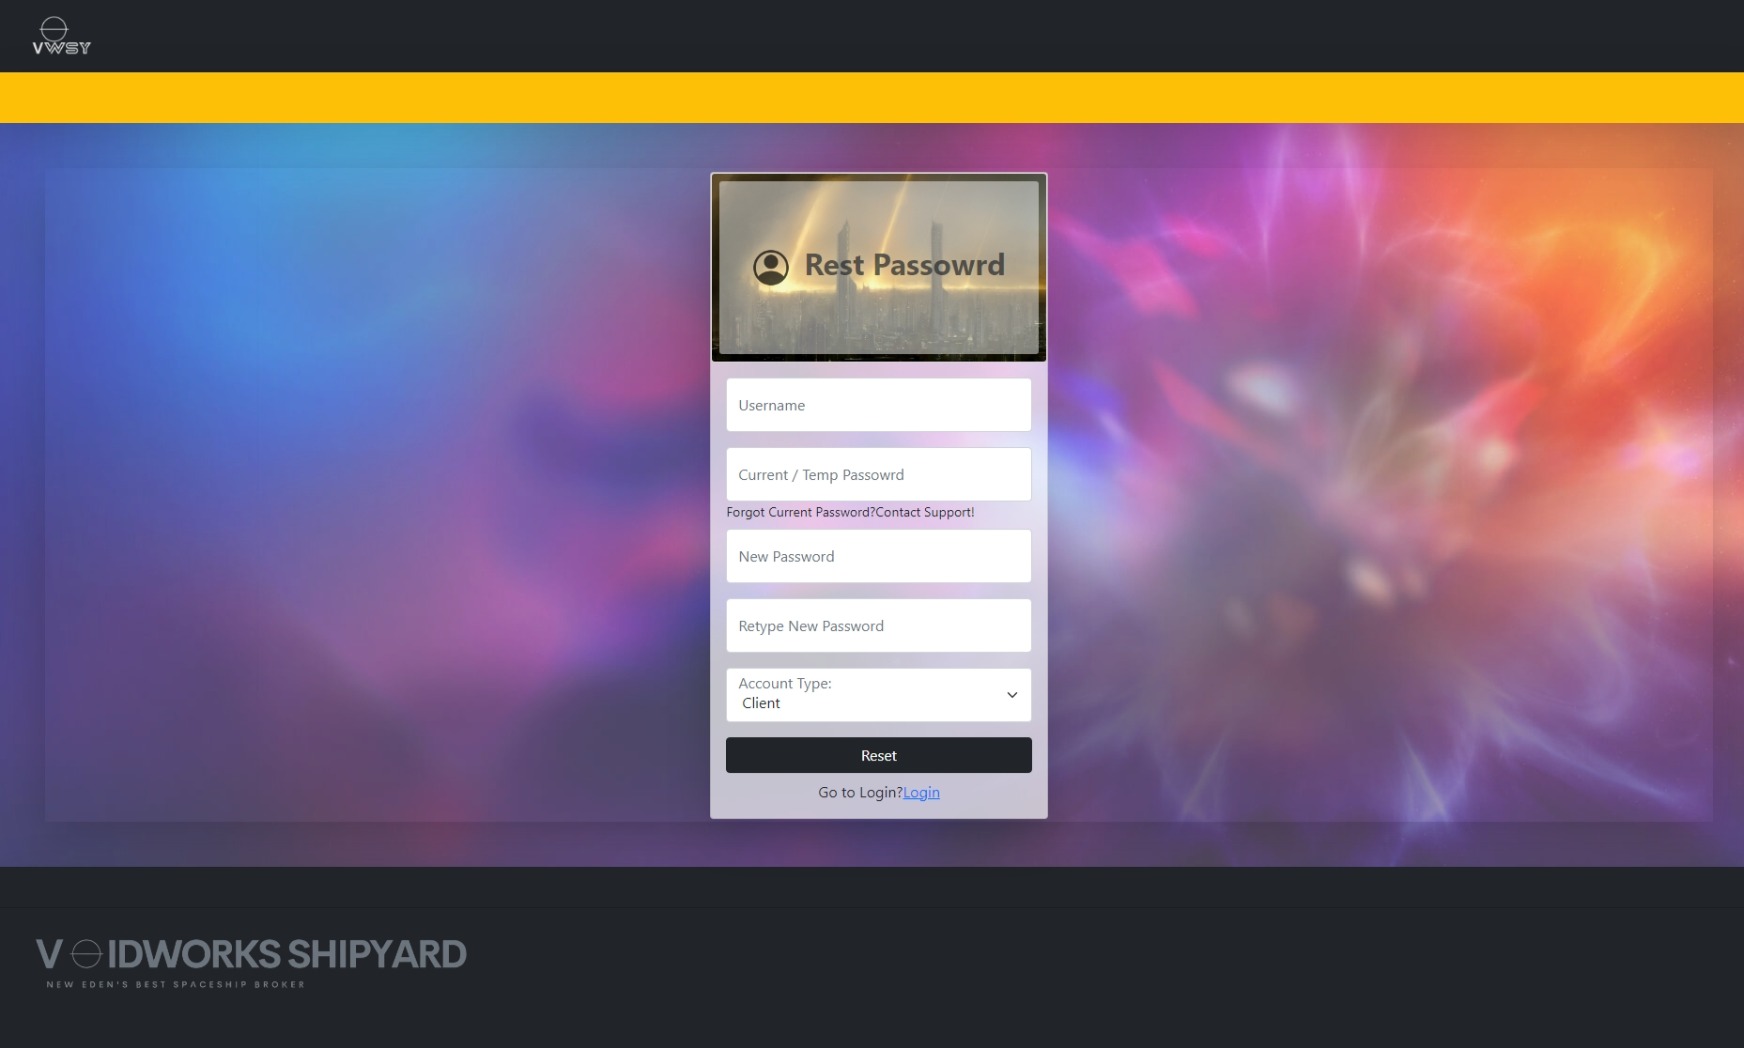 VWSY
Rest Passowrd
Username
Current / Temp Passowrd
Forgot Current Password?Contact Support!
New Password
Retype New Password
Account Type:
Client
Reset
Go to Login?Login
VOIDWORKS SHIPYARD
NEW EDEN'S BEST SPACESHIP BROKER